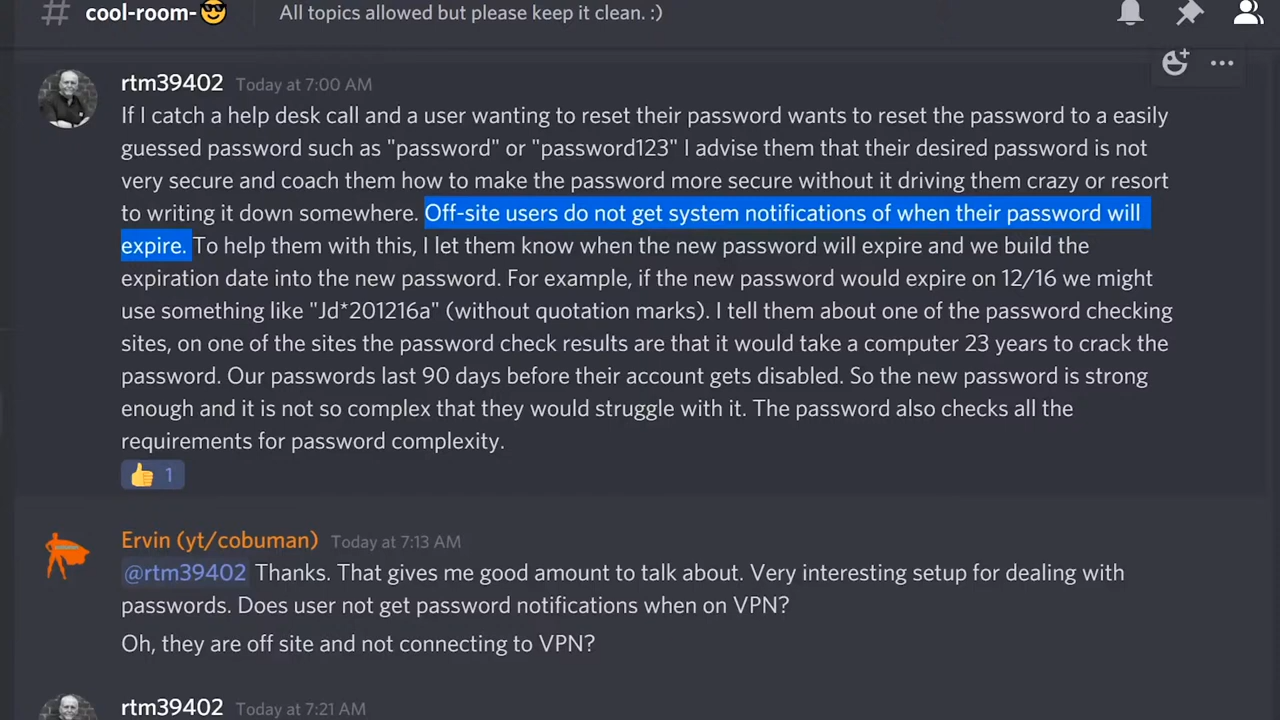 # cool-room-😎 All topics allowed but please keep it clean. :)
rtm39402 Today at 7:00 AM
If I catch a help desk call and a user wanting to reset their password wants to reset the password to a easily
guessed password such as "password" or "password123" I advise them that their desired password is not
very secure and coach them how to make the password more secure without it driving them crazy or resort
to writing it down somewhere. Off-site users do not get system notifications of when their password will
expire. To help them with this, I let them know when the new password will expire and we build the
expiration date into the new password. For example, if the new password would expire on 12/16 we might
use something like "Jd*201216a" (without quotation marks). I tell them about one of the password checking
sites, on one of the sites the password check results are that it would take a computer 23 years to crack the
password. Our passwords last 90 days before their account gets disabled. So the new password is strong
enough and it is not so complex that they would struggle with it. The password also checks all the
requirements for password complexity.
👍 1
Ervin (yt/cobuman) Today at 7:13 AM
@rtm39402 Thanks. That gives me good amount to talk about. Very interesting setup for dealing with
passwords. Does user not get password notifications when on VPN?
Oh, they are off site and not connecting to VPN?
rtm39402 Today at 7:21 AM